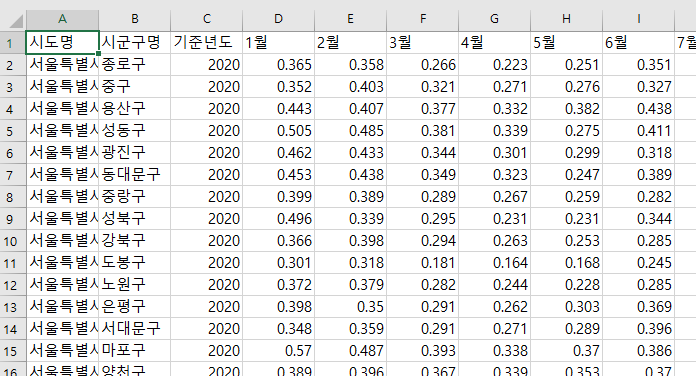 A B C D E F G H I
1 시도명 시군구명 기준년도 1월 2월 3월 4월 5월 6월 7월
2 서울특별시 종로구 2020 0.365 0.358 0.266 0.223 0.251 0.351
3 서울특별시 중구 2020 0.352 0.403 0.321 0.271 0.276 0.327
4 서울특별시 용산구 2020 0.443 0.407 0.377 0.332 0.382 0.438
5 서울특별시 성동구 2020 0.505 0.485 0.381 0.339 0.275 0.411
6 서울특별시 광진구 2020 0.462 0.433 0.344 0.301 0.299 0.318
7 서울특별시 동대문구 2020 0.453 0.438 0.349 0.323 0.247 0.389
8 서울특별시 중랑구 2020 0.399 0.389 0.289 0.267 0.259 0.282
9 서울특별시 성북구 2020 0.496 0.339 0.295 0.231 0.231 0.344
10 서울특별시 강북구 2020 0.366 0.398 0.294 0.263 0.253 0.285
11 서울특별시 도봉구 2020 0.301 0.318 0.181 0.164 0.168 0.245
12 서울특별시 노원구 2020 0.372 0.379 0.282 0.244 0.228 0.285
13 서울특별시 은평구 2020 0.398 0.35 0.291 0.262 0.303 0.369
14 서울특별시 서대문구 2020 0.348 0.359 0.291 0.271 0.289 0.396
15 서울특별시 마포구 2020 0.57 0.487 0.393 0.338 0.37 0.386
16 서울특별시 양천구 2020 0.389 0.396 0.367 0.339 0.353 0.37